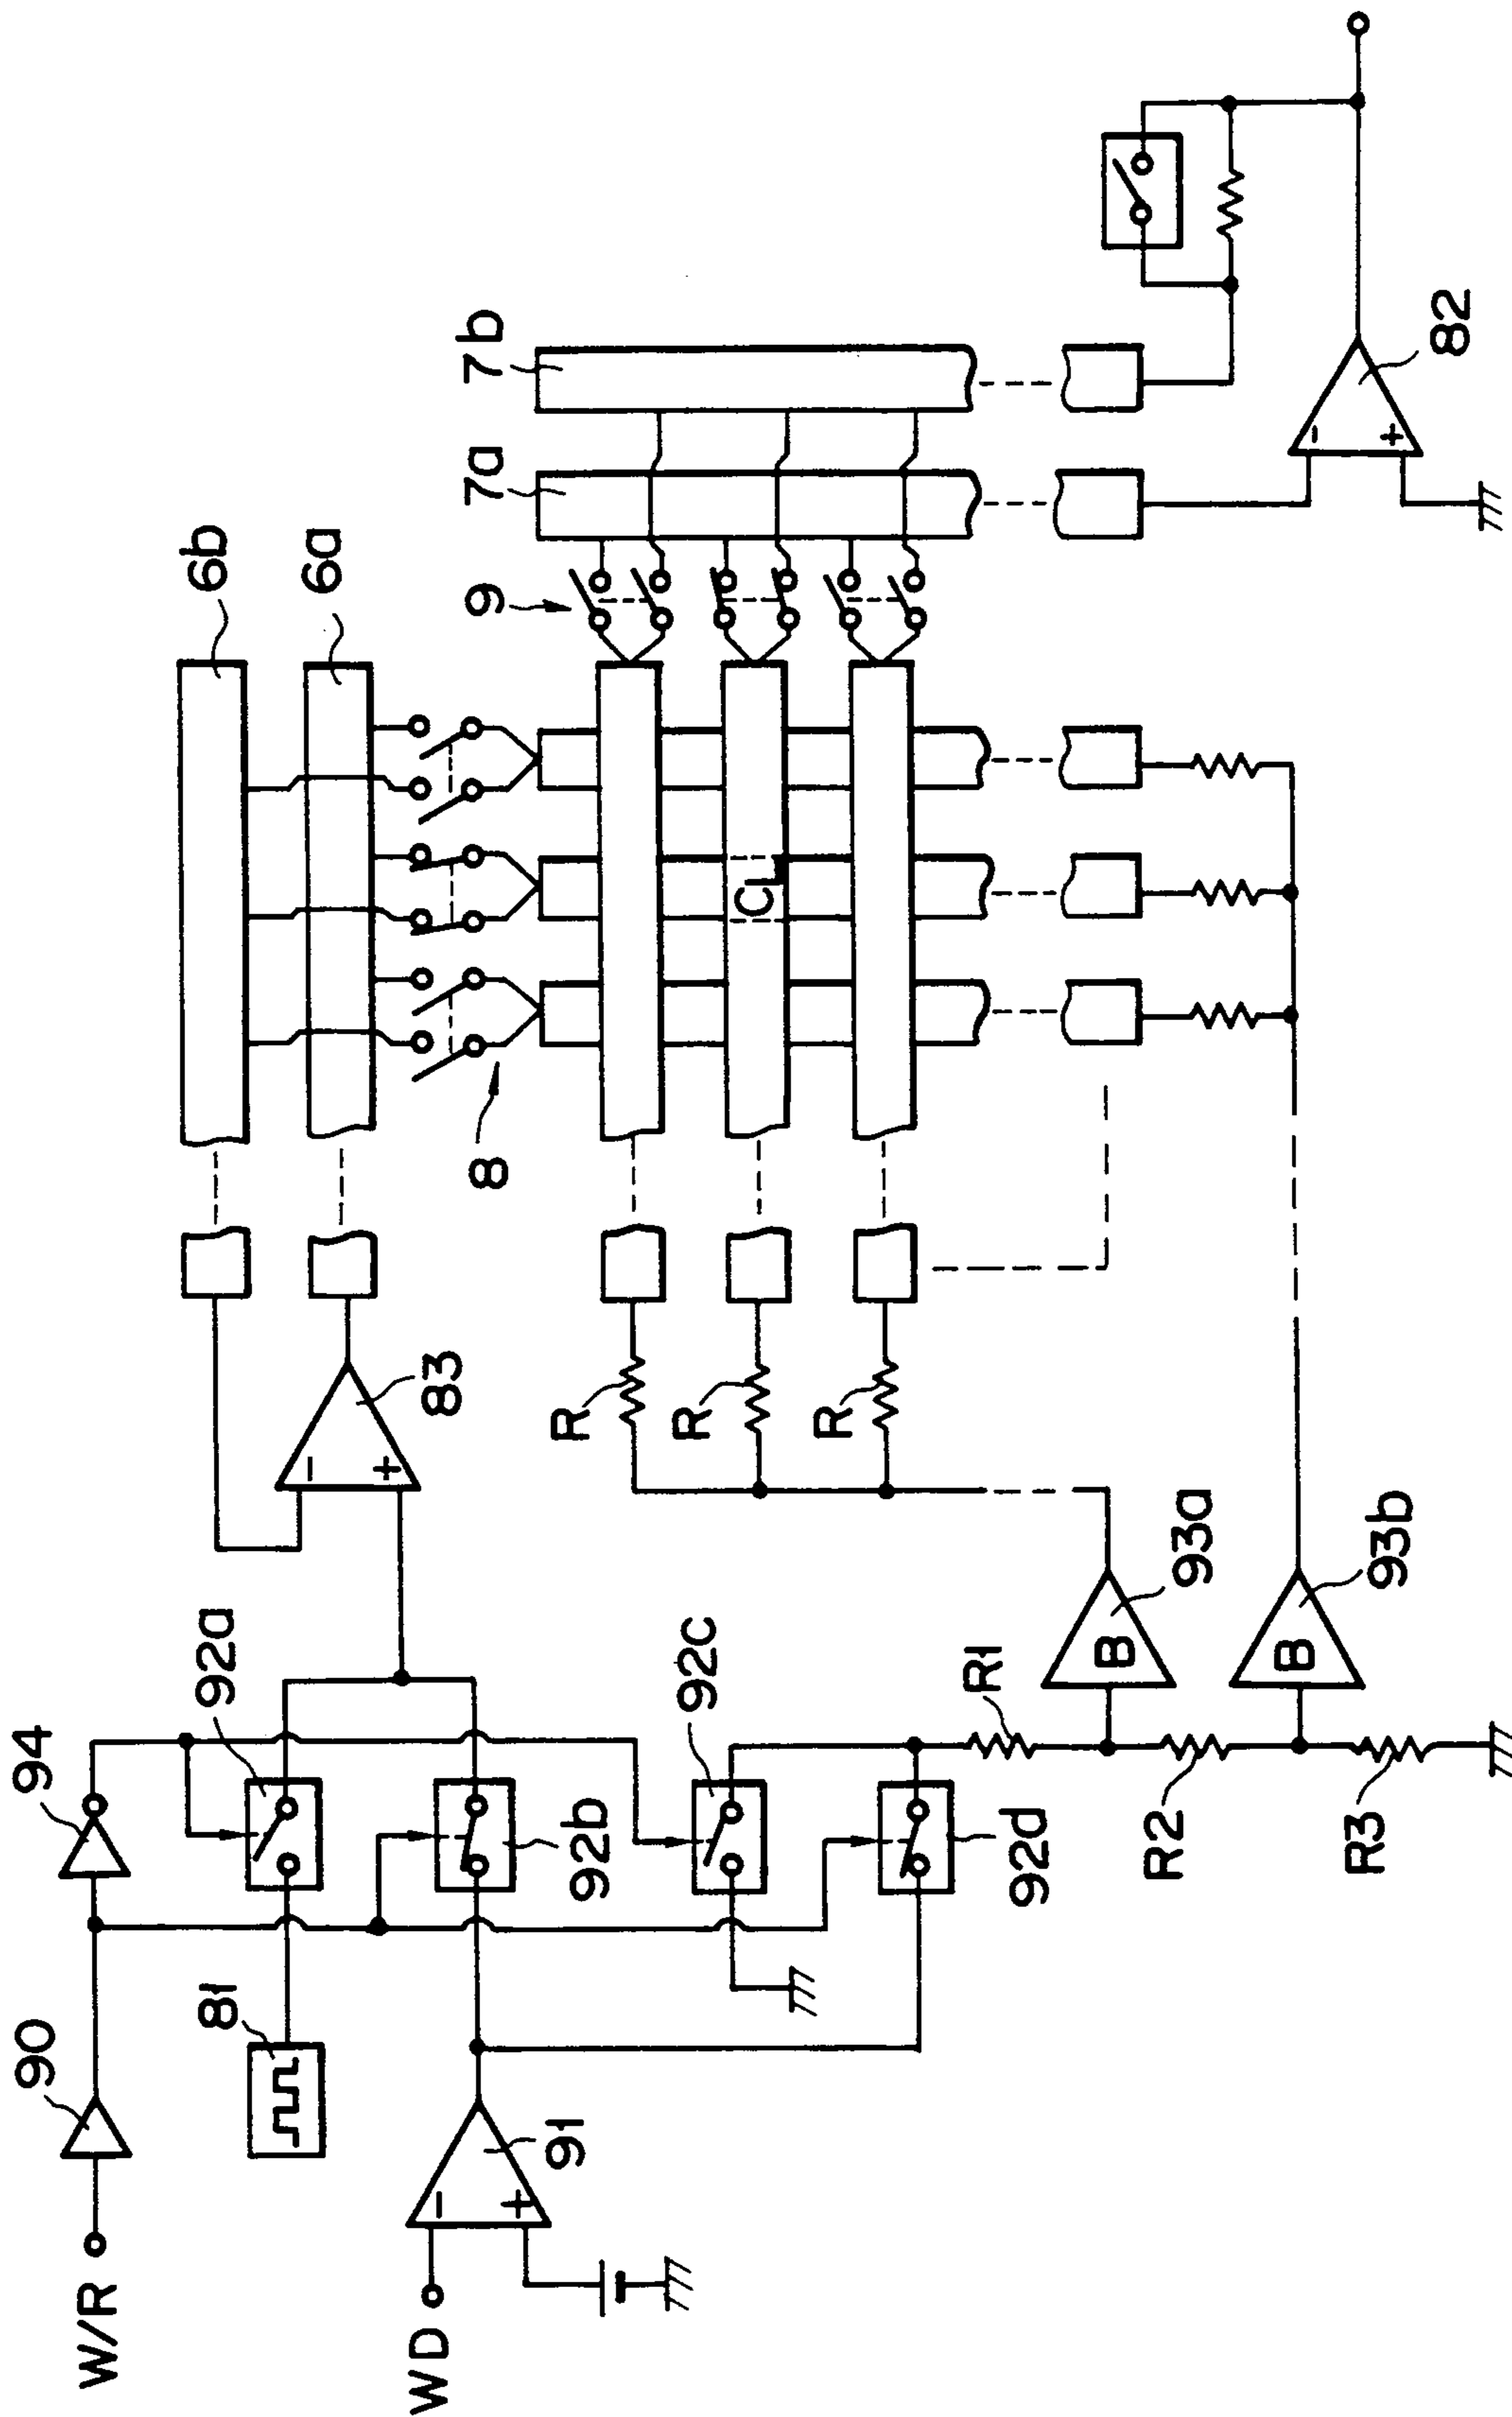 W/R
90
94
81
92a
WD
91
92b
92c
92d
R1
R2
R3
B
93a
B
93b
83
-
+
-
+
R
R
R
6b
6a
8
9
CL
7a
7b
-
+
82